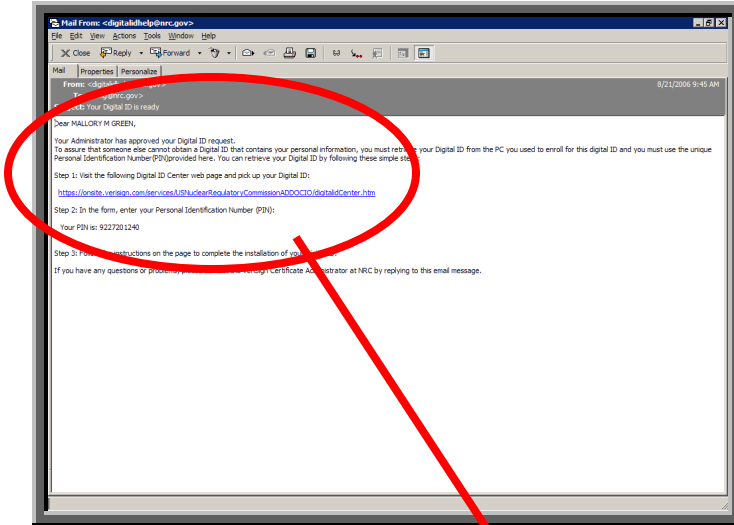 Mail From: <digitalidhelp@nrc.gov>
File Edit View Actions Tools Window Help
Close Reply Forward
Mail Properties Personalize
From: <digitalid 8/21/2006 9:45 AM
To: @nrc.gov>
Subject: Your Digital ID is ready
Dear MALLORY M GREEN,
Your Administrator has approved your Digital ID request.
To assure that someone else cannot obtain a Digital ID that contains your personal information, you must retrieve your Digital ID from the PC you used to enroll for this digital ID and you must use the unique
Personal Identification Number(PIN)provided here. You can retrieve your Digital ID by following these simple steps:
Step 1: Visit the following Digital ID Center web page and pick up your Digital ID:
https://onsite.verisign.com/services/USNuclearRegulatoryCommissionADDOCIO/digitalidCenter.htm
Step 2: In the form, enter your Personal Identification Number (PIN):
Your PIN is: 9227201240
Step 3: instructions on the page to complete the installation of your
If you have any questions or problems, Certificate Administrator at NRC by replying to this email message.